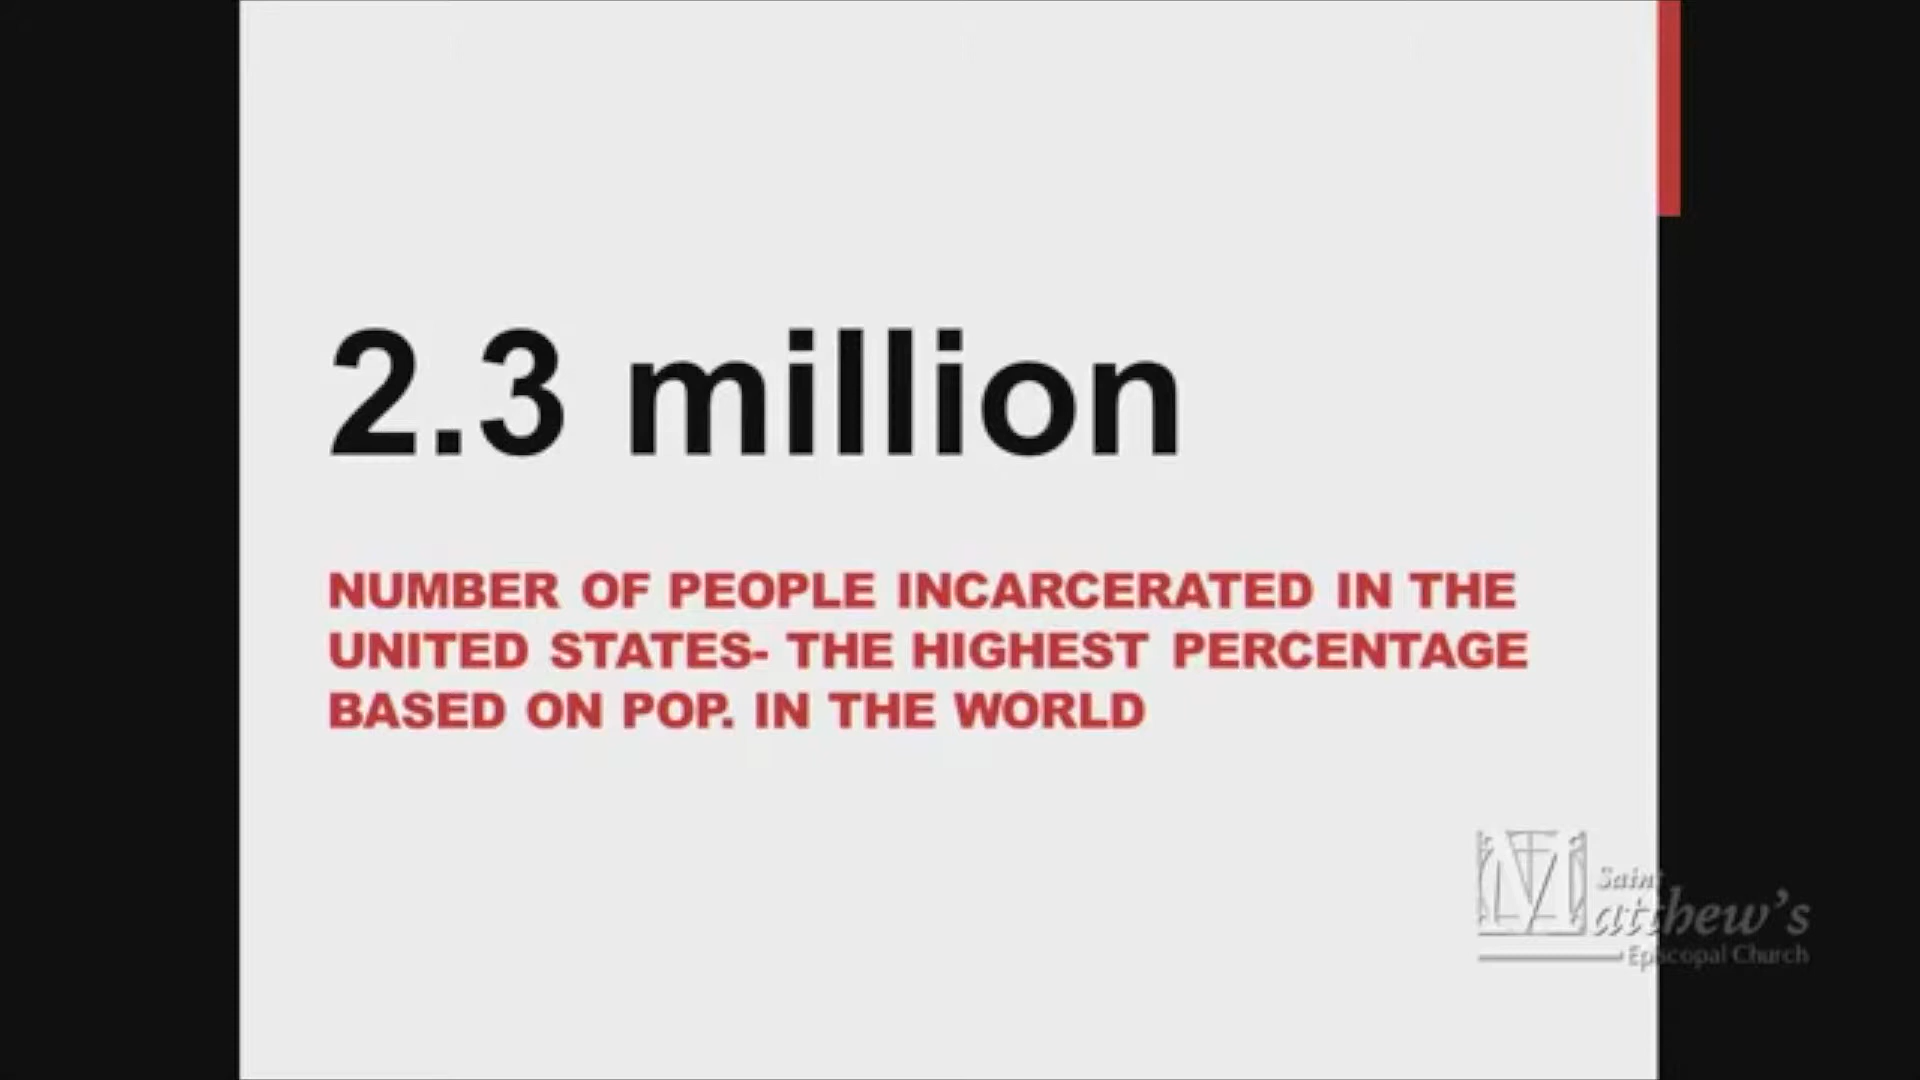 2.3 million
NUMBER OF PEOPLE INCARCERATED IN THE
UNITED STATES- THE HIGHEST PERCENTAGE
BASED ON POP. IN THE WORLD
Saint
Matthew's
Episcopal Church